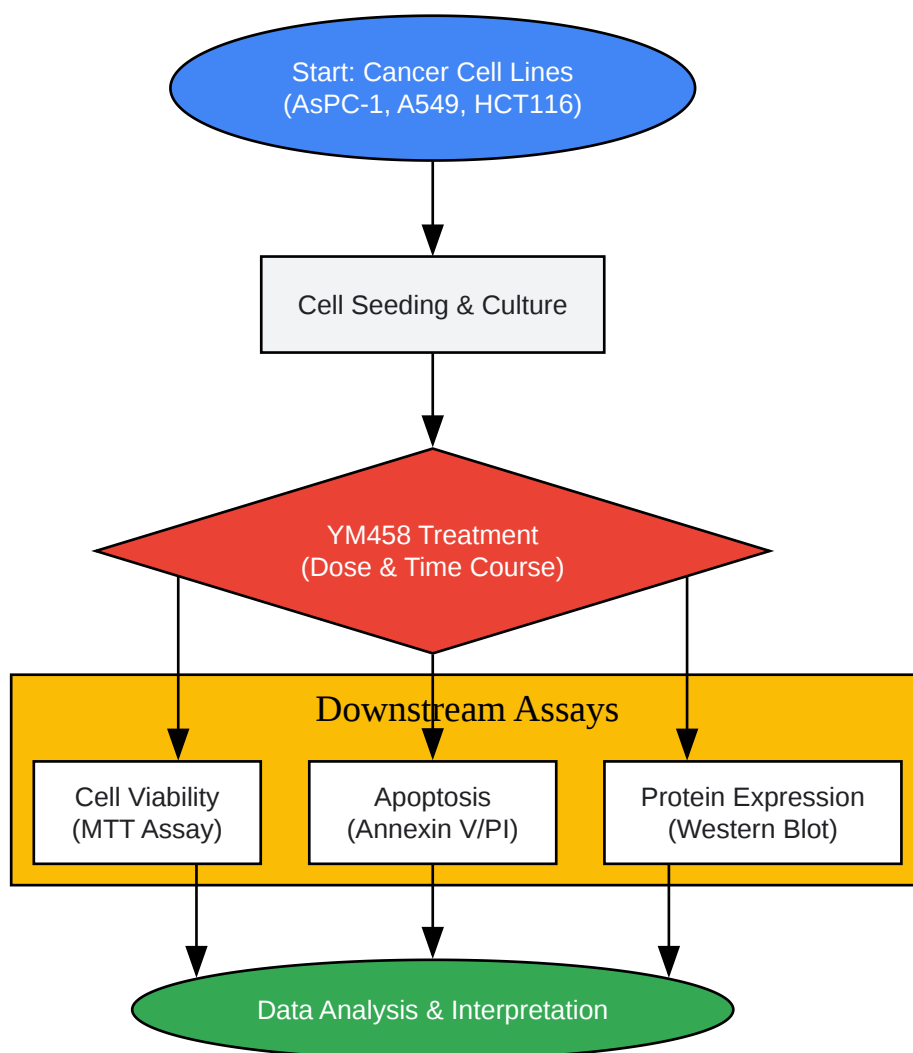 Start: Cancer Cell Lines
(AsPC-1, A549, HCT116)
Cell Seeding & Culture
YM458 Treatment
(Dose & Time Course)
Downstream Assays
Cell Viability
(MTT Assay)
Apoptosis
(Annexin V/PI)
Protein Expression
(Western Blot)
Data Analysis & Interpretation